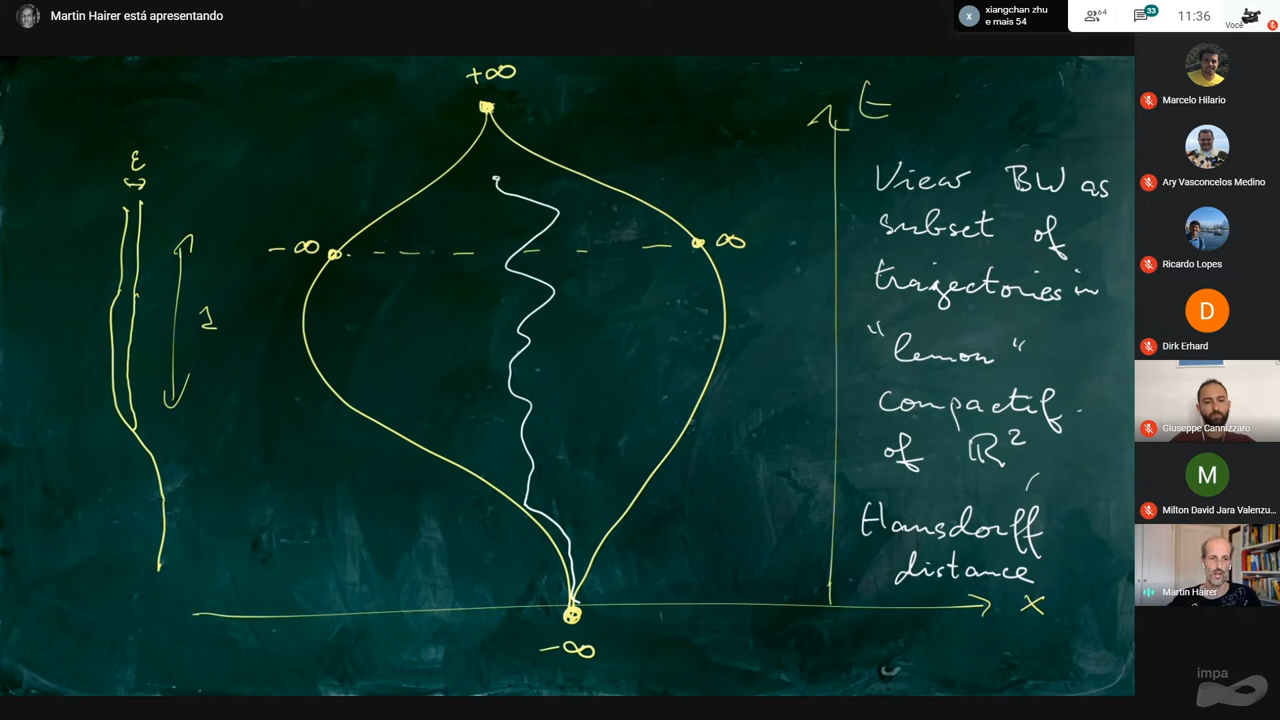 Martin Hairer está apresentando
xiangchan zhu
e mais 54
64
33
11:36
Você
+∞
ε
1
-∞
∞
-∞
t
x
View BW as
subset of
trajectories in
"lemon"
compactif.
of ℝ²
Hausdorff
distance
Marcelo Hilario
Ary Vasconcelos Medino
Ricardo Lopes
D
Dirk Erhard
Giuseppe Cannizzaro
M
Milton David Jara Valenzu...
Martin Hairer
impa